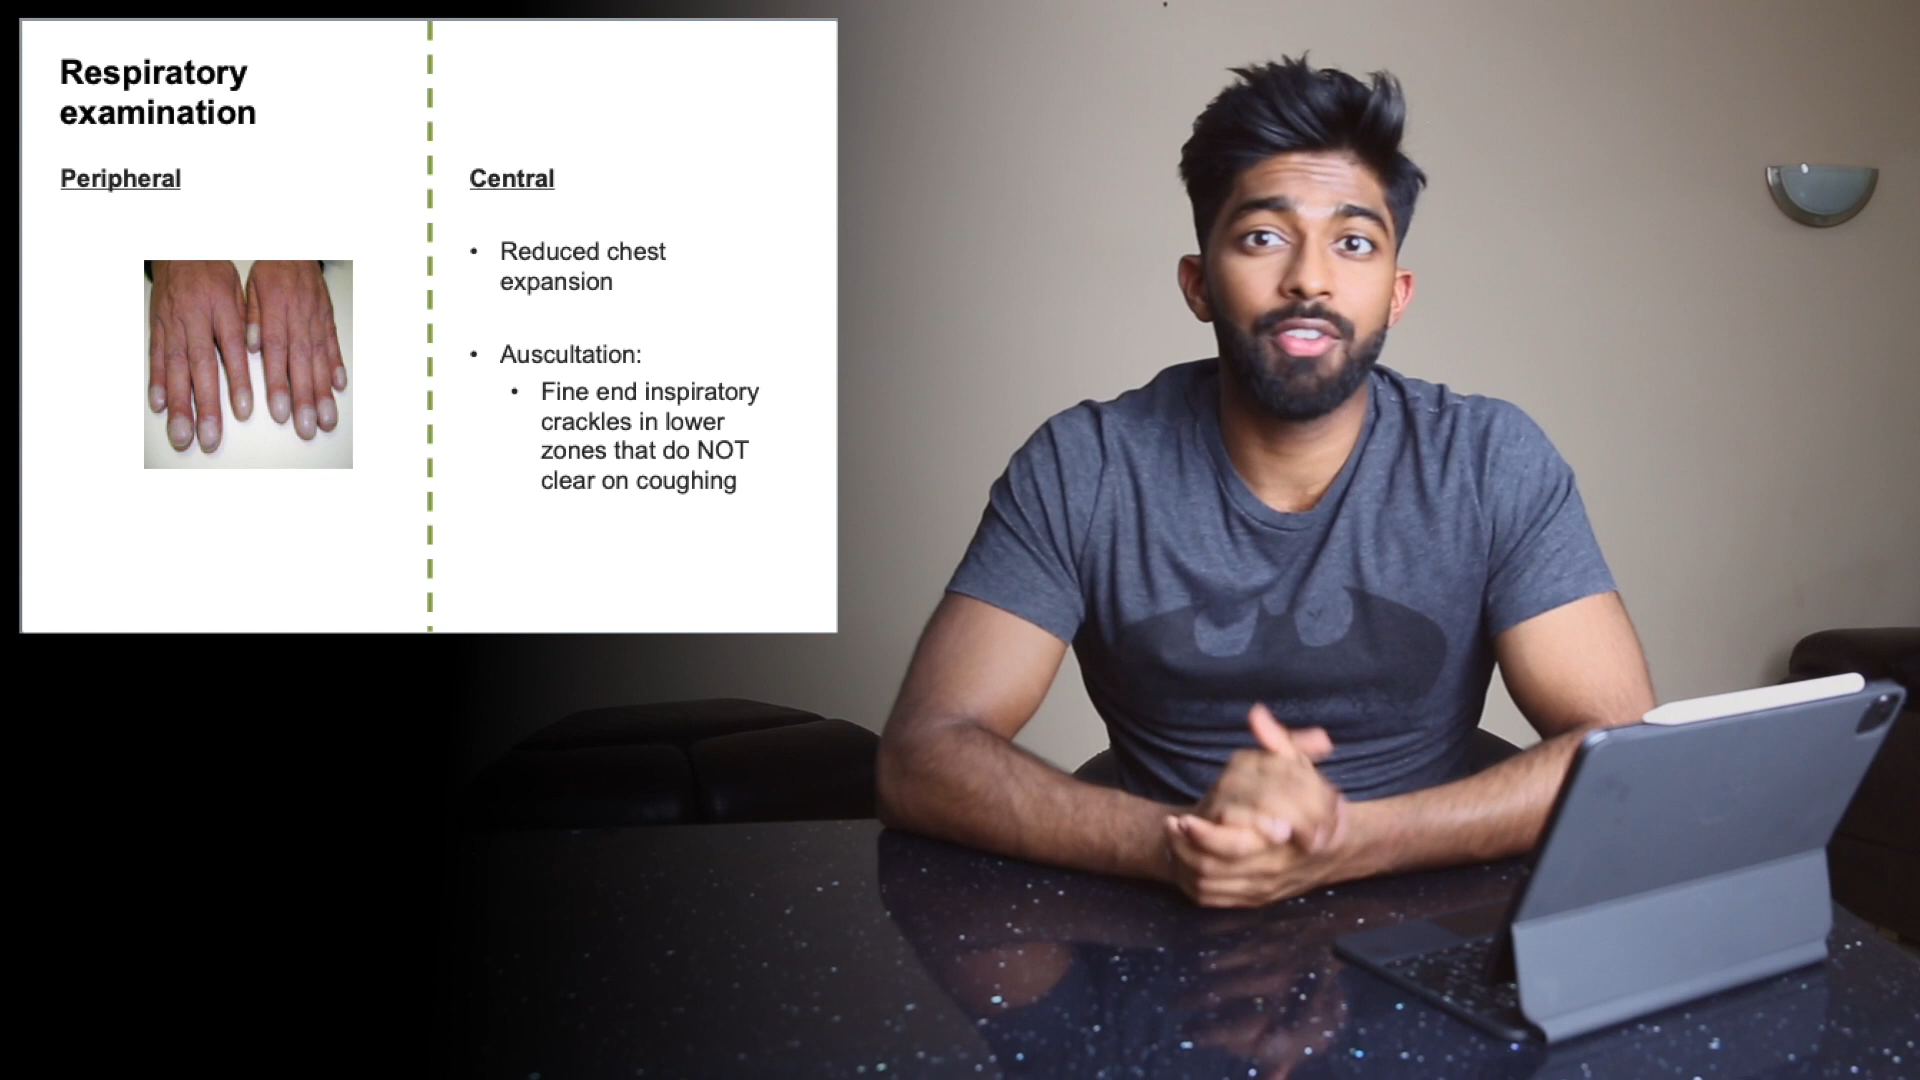 Respiratory
examination
Peripheral
Central
• Reduced chest
expansion
• Auscultation:
• Fine end inspiratory
crackles in lower
zones that do NOT
clear on coughing